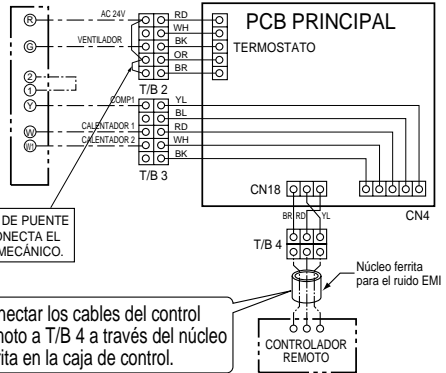 AC 24V
RD
WH
BK
OR
BR
PCB PRINCIPAL
TERMOSTATO
R
G
VENTILADOR
2
1
Y
W
W1
T/B 2
COMP1
CALENTADOR 1
CALENTADOR 2
YL
BL
RD
WH
BK
T/B 3
CN18
CN4
BR
RD
YL
DE PUENTE
ONECTA EL
MECÁNICO.
T/B 4
Núcleo ferrita
para el ruido EMI
nectar los cables del control
noto a T/B 4 a través del núcleo
rita en la caja de control.
CONTROLADOR
REMOTO